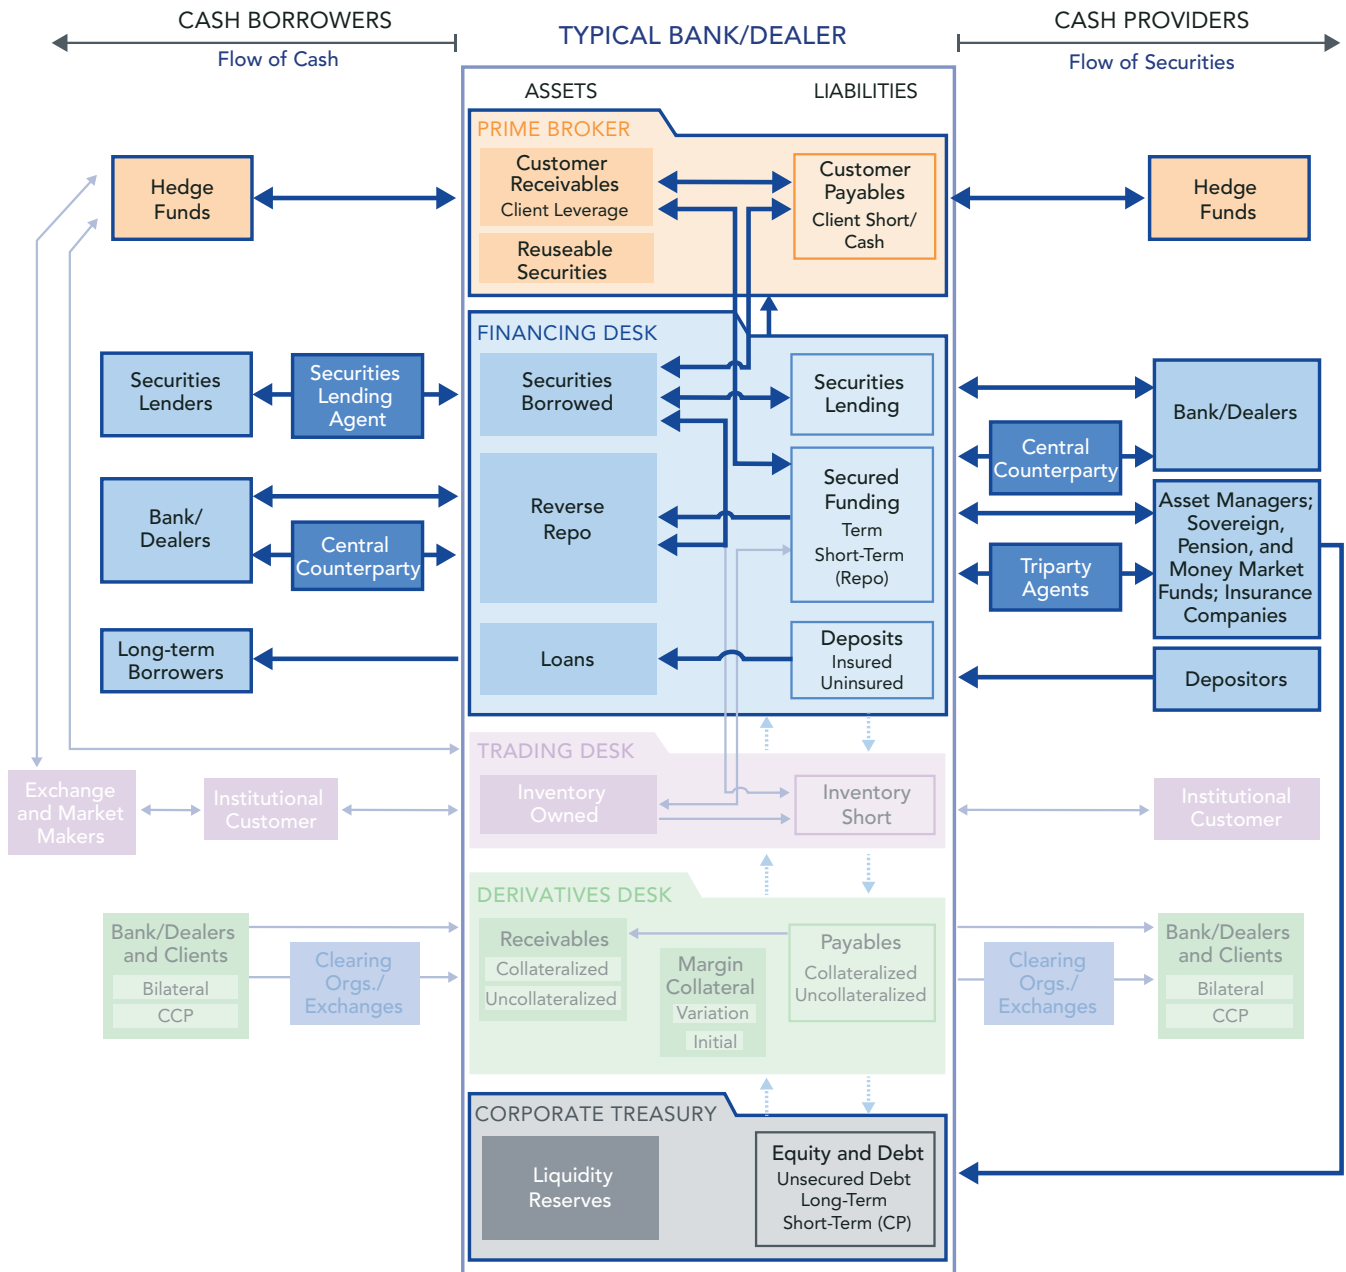 CASH BORROWERS
Flow of Cash
TYPICAL BANK/DEALER
CASH PROVIDERS
Flow of Securities
ASSETS
LIABILITIES
PRIME BROKER
Customer
Receivables
Client Leverage
Reuseable
Securities
Customer
Payables
Client Short/
Cash
Hedge
Funds
Hedge
Funds
FINANCING DESK
Securities
Borrowed
Securities
Lending
Reverse
Repo
Secured
Funding
Term
Short-Term
(Repo)
Loans
Deposits
Insured
Uninsured
Securities
Lenders
Securities
Lending
Agent
Bank/
Dealers
Central
Counterparty
Long-term
Borrowers
Bank/Dealers
Central
Counterparty
Asset Managers;
Sovereign,
Pension, and
Money Market
Funds; Insurance
Companies
Triparty
Agents
Depositors
TRADING DESK
Inventory
Owned
Inventory
Short
Exchange
and Market
Makers
Institutional
Customer
Institutional
Customer
DERIVATIVES DESK
Receivables
Collateralized
Uncollateralized
Margin
Collateral
Variation
Initial
Payables
Collateralized
Uncollateralized
Bank/Dealers
and Clients
Bilateral
CCP
Clearing
Orgs./
Exchanges
Clearing
Orgs./
Exchanges
Bank/Dealers
and Clients
Bilateral
CCP
CORPORATE TREASURY
Liquidity
Reserves
Equity and Debt
Unsecured Debt
Long-Term
Short-Term (CP)